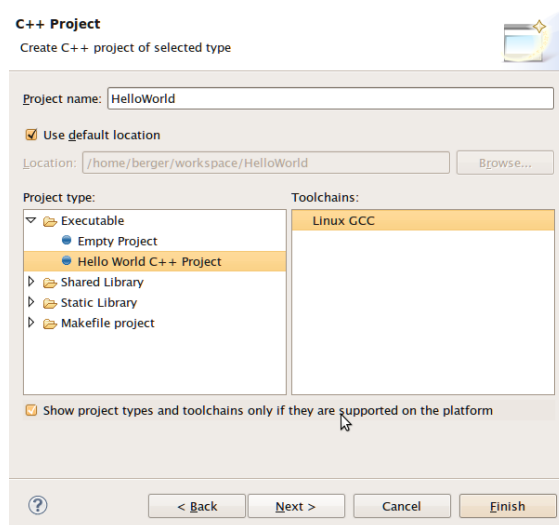 C++ Project
Create C++ project of selected type
Project name: HelloWorld
Use default location
Location: /home/berger/workspace/HelloWorld Browse...
Project type: Toolchains:
Executable Linux GCC
Empty Project
Hello World C++ Project
Shared Library
Static Library
Makefile project
Show project types and toolchains only if they are supported on the platform
? < Back Next > Cancel Finish